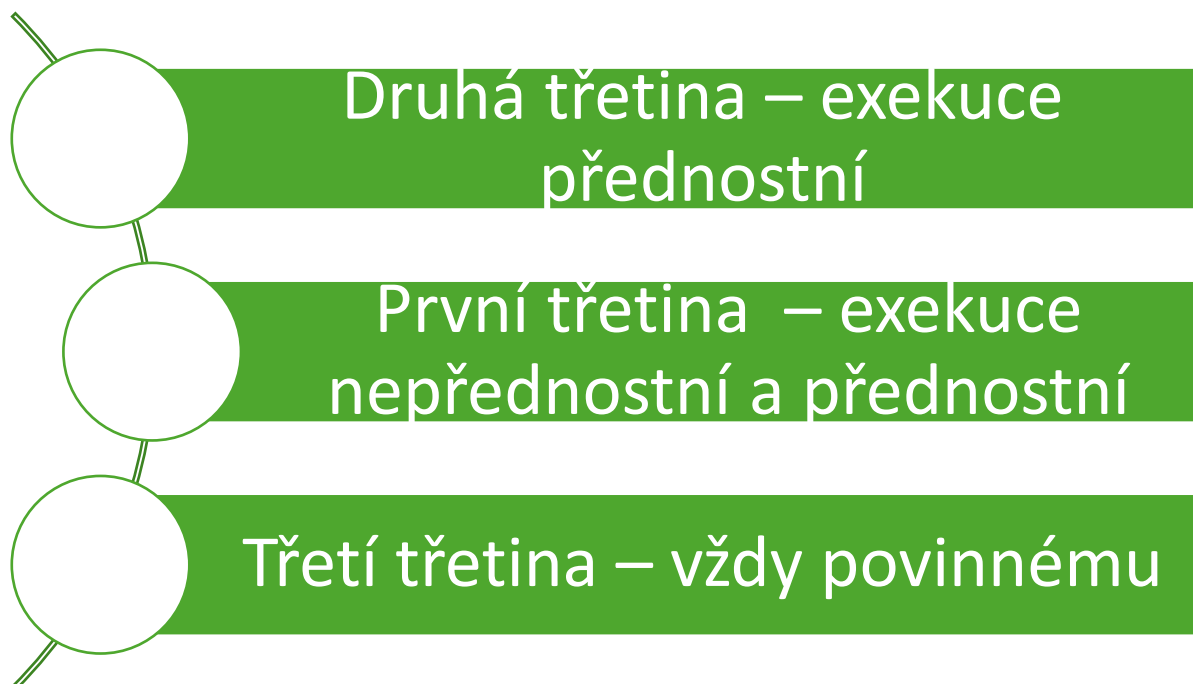 Druhá třetina – exekuce
přednostní
První třetina  – exekuce
nepřednostní a přednostní
Třetí třetina – vždy povinnému